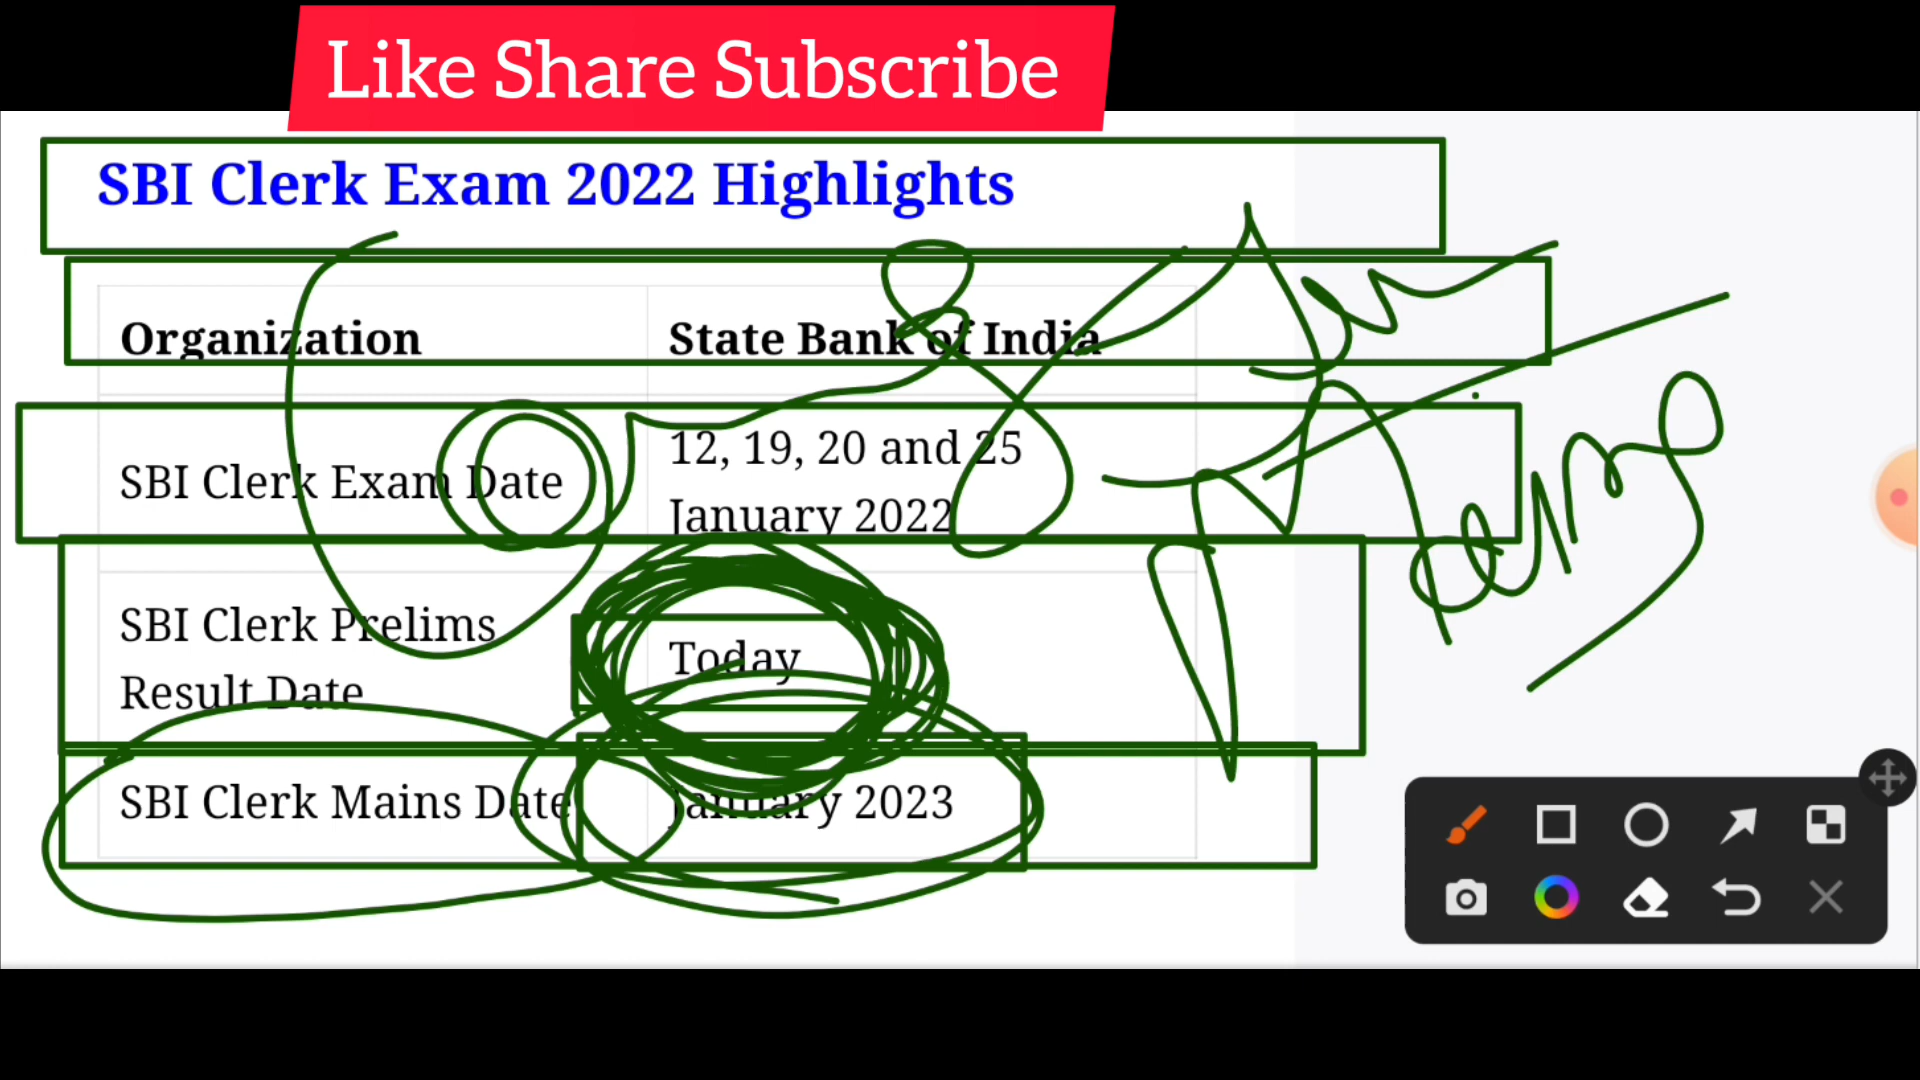 Like Share Subscribe
SBI Clerk Exam 2022 Highlights
Organization State Bank of India
SBI Clerk Exam Date 12, 19, 20 and 25
January 2022
SBI Clerk Prelims
Result Date
Today
SBI Clerk Mains Date January 2023